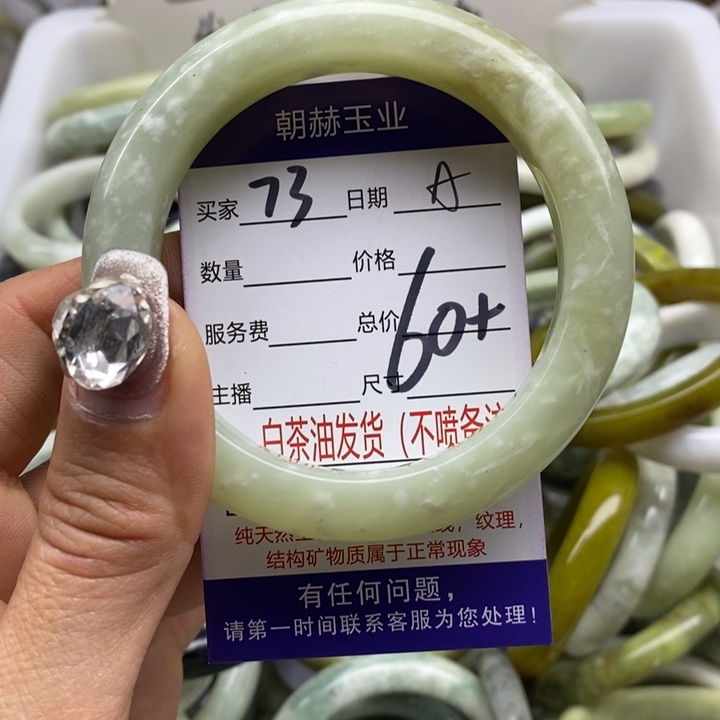 朝赫玉业
买家 73 日期 A
数量 价格
服务费 总价 60+
主播 尺寸
白茶油发货（不喷备注
纯天然 纹理，
结构矿物质属于正常现象
有任何问题，
请第一时间联系客服为您处理！